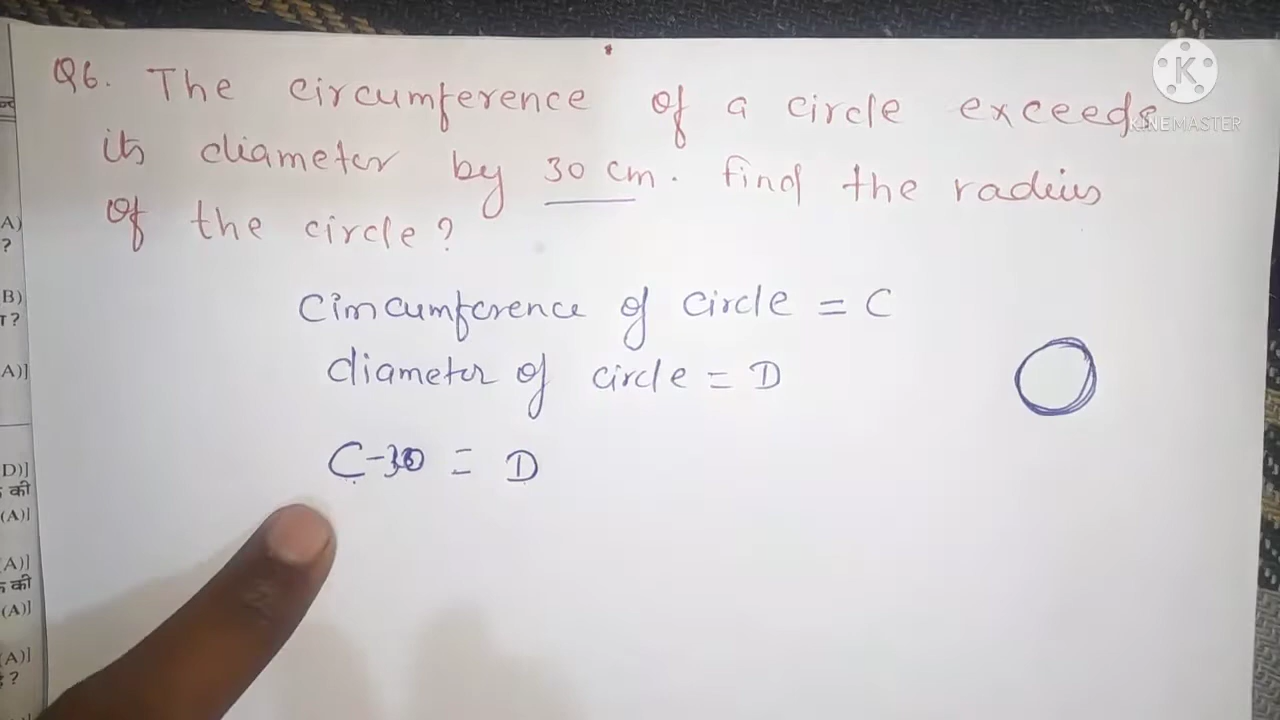 Q6. The circumference of a circle exceeds
its diameter by 30 cm. find the radius
of the circle?
Circumference of circle = C
diameter of circle = D
C-30 = D
K
KINEMASTER
A)
?
B)
?
A)]
D)]
की
(A)]
A)]
की
(A)]
A)]
?